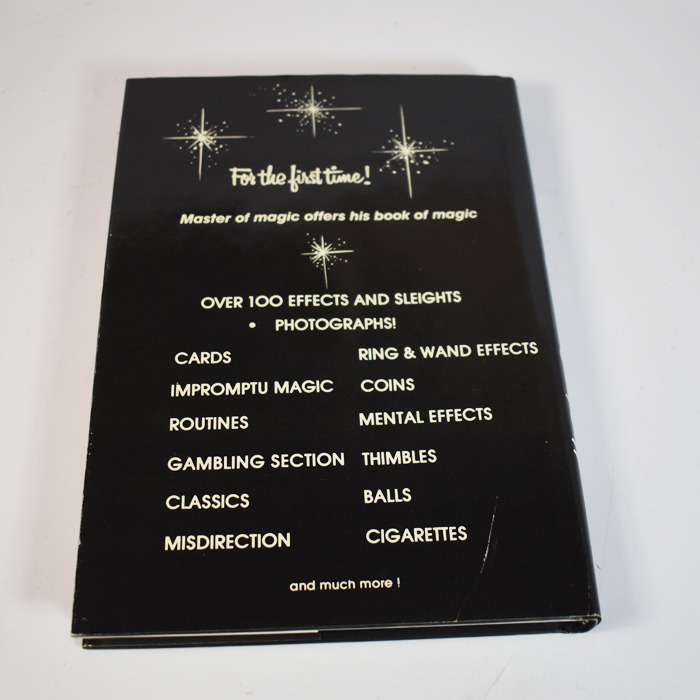 For the first time!
Master of magic offers his book of magic
OVER 100 EFFECTS AND SLEIGHTS
• PHOTOGRAPHS!
CARDS
IMPROMPTU MAGIC
ROUTINES
GAMBLING SECTION
CLASSICS
MISDIRECTION
RING & WAND EFFECTS
COINS
MENTAL EFFECTS
THIMBLES
BALLS
CIGARETTES
and much more !